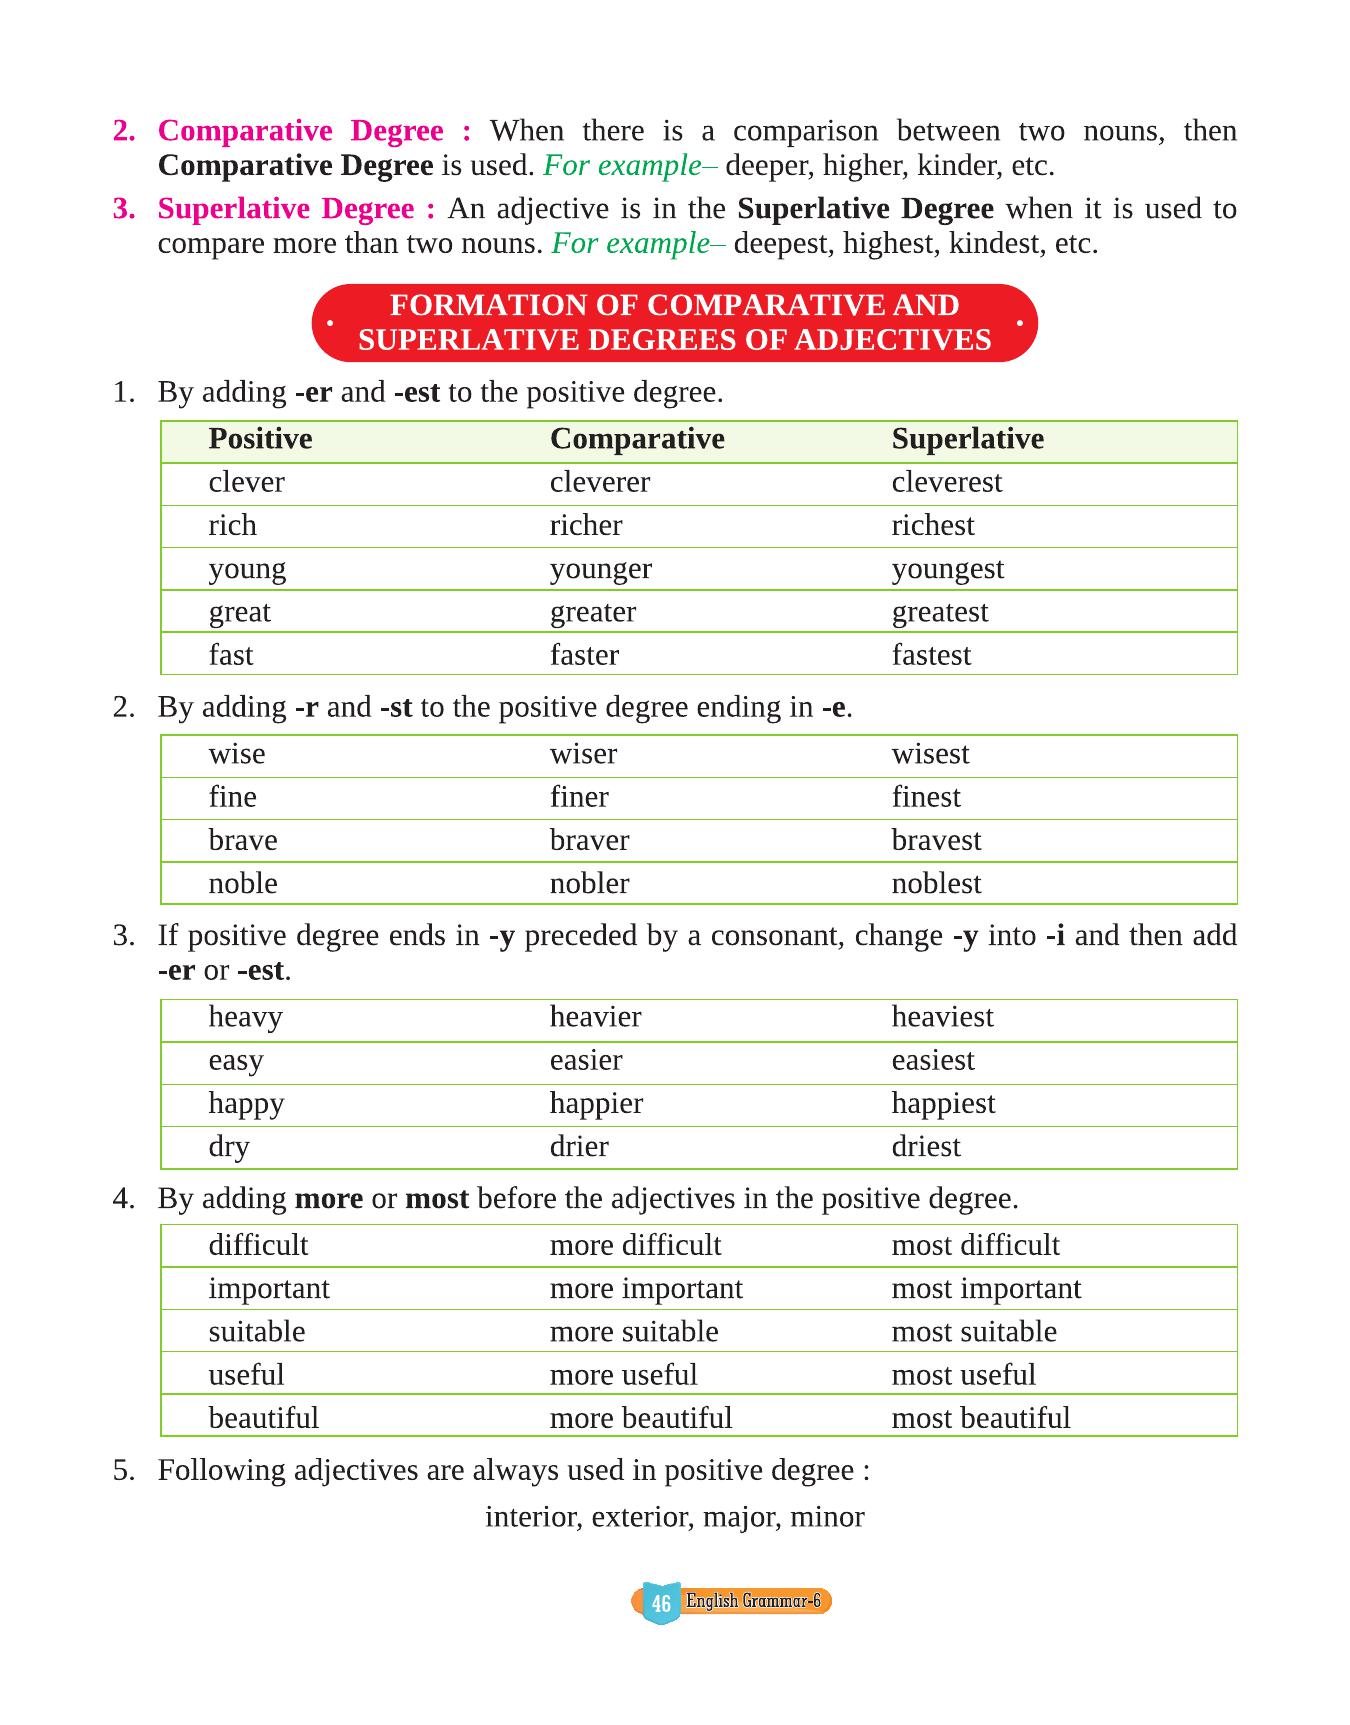 2. Comparative Degree : When there is a comparison between two nouns, then
Comparative Degree is used. For example– deeper, higher, kinder, etc.
3. Superlative Degree : An adjective is in the Superlative Degree when it is used to
compare more than two nouns. For example– deepest, highest, kindest, etc.
• FORMATION OF COMPARATIVE AND
SUPERLATIVE DEGREES OF ADJECTIVES •
1. By adding -er and -est to the positive degree.
Positive Comparative Superlative
clever cleverer cleverest
rich richer richest
young younger youngest
great greater greatest
fast faster fastest
2. By adding -r and -st to the positive degree ending in -e.
wise wiser wisest
fine finer finest
brave braver bravest
noble nobler noblest
3. If positive degree ends in -y preceded by a consonant, change -y into -i and then add
-er or -est.
heavy heavier heaviest
easy easier easiest
happy happier happiest
dry drier driest
4. By adding more or most before the adjectives in the positive degree.
difficult more difficult most difficult
important more important most important
suitable more suitable most suitable
useful more useful most useful
beautiful more beautiful most beautiful
5. Following adjectives are always used in positive degree :
interior, exterior, major, minor
46 English Grammar-6